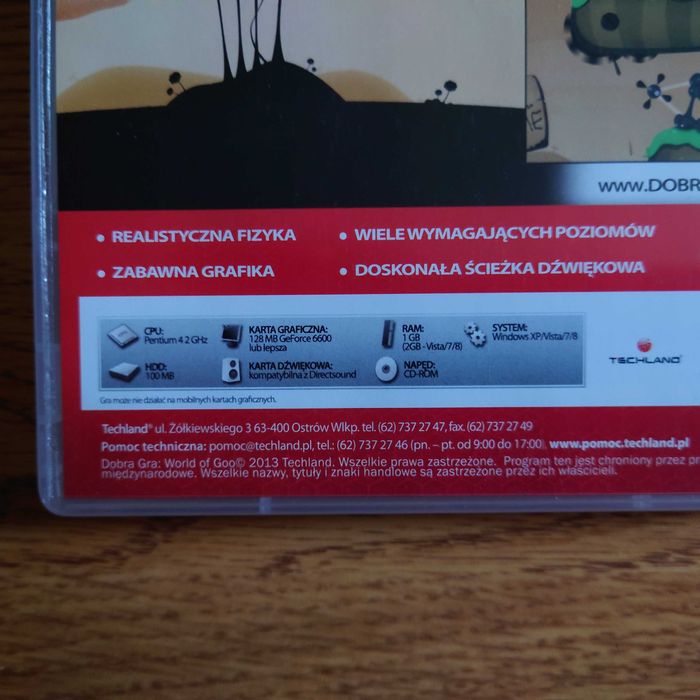 www.DOBR
• REALISTYCZNA FIZYKA
• WIELE WYMAGAJĄCYCH POZIOMÓW
• ZABAWNA GRAFIKA
• DOSKONAŁA ŚCIEŻKA DŹWIĘKOWA
CPU:
Pentium 4 2 GHz
KARTA GRAFICZNA:
128 MB GeForce 6600
lub lepsza
RAM:
1 GB
(2GB - Vista/7/8)
SYSTEM:
Windows XP/Vista/7/8
HDD:
100 MB
KARTA DŹWIĘKOWA:
kompatybilna z Directsound
NAPĘD:
CD-ROM
TECHLAND
Gra może nie działać na mobilnych kartach graficznych.
Techland® ul. Żółkiewskiego 3 63-400 Ostrów Wlkp. tel. (62) 737 27 47, fax. (62) 737 27 49
Pomoc techniczna: pomoc@techland.pl, tel.: (62) 737 27 46 (pn. – pt. od 9:00 do 17:00), www.pomoc.techland.pl
Dobra Gra: World of Goo© 2013 Techland. Wszelkie prawa zastrzeżone. Program ten jest chroniony przez pr
międzynarodowe. Wszelkie nazwy, tytuły i znaki handlowe są zastrzeżone przez ich właścicieli.